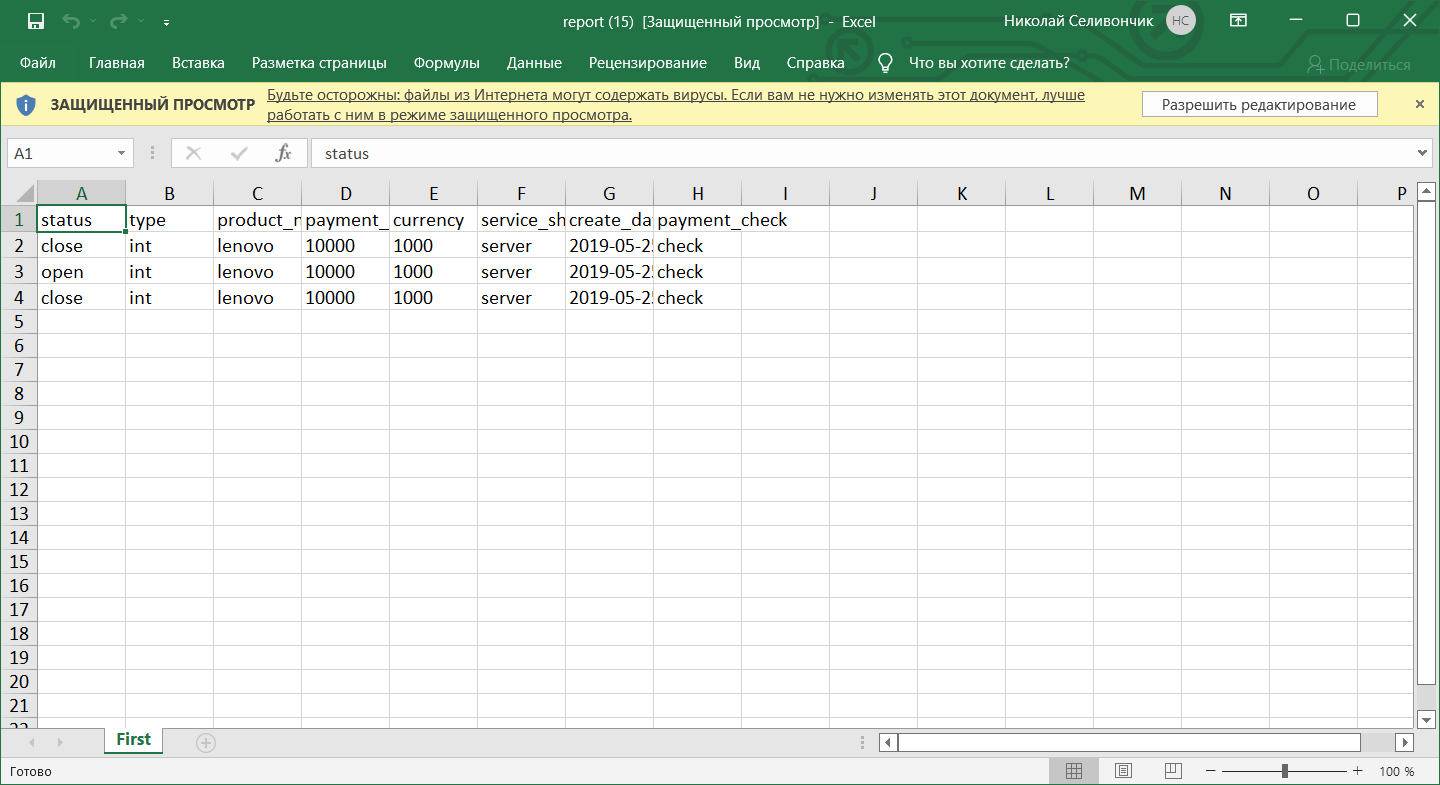 report (15) [Защищенный просмотр] - Excel
Николай Селивончик НС
Файл Главная Вставка Разметка страницы Формулы Данные Рецензирование Вид Справка Что вы хотите сделать? Поделиться
ЗАЩИЩЕННЫЙ ПРОСМОТР Будьте осторожны: файлы из Интернета могут содержать вирусы. Если вам не нужно изменять этот документ, лучше
работать с ним в режиме защищенного просмотра.
Разрешить редактирование
A1 fx status
A B C D E F G H I J K L M N O P
1 status type product_n payment_ currency service_sh create_da payment_check
2 close int lenovo 10000 1000 server 2019-05-25 check
3 open int lenovo 10000 1000 server 2019-05-25 check
4 close int lenovo 10000 1000 server 2019-05-25 check
5
6
7
8
9
10
11
12
13
14
15
16
17
18
19
20
21
22
First
Готово 100 %